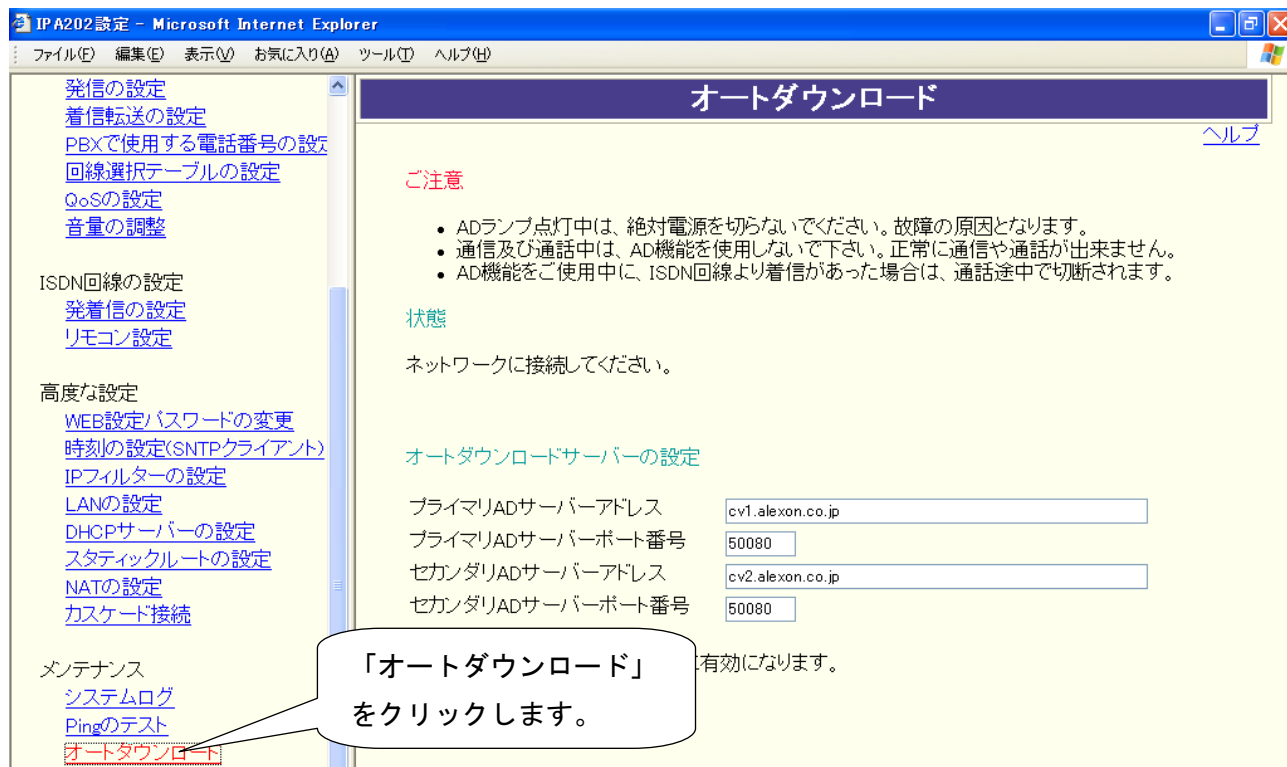 IPA202設定 - Microsoft Internet Explorer
ファイル(F) 編集(E) 表示(V) お気に入り(A) ツール(T) ヘルプ(H)
発信の設定
着信転送の設定
PBXで使用する電話番号の設定
回線選択テーブルの設定
QoSの設定
音量の調整
ISDN回線の設定
発着信の設定
リモコン設定
高度な設定
WEB設定パスワードの変更
時刻の設定(SNTPクライアント)
IPフィルターの設定
LANの設定
DHCPサーバーの設定
スタティックルートの設定
NATの設定
カスケード接続
メンテナンス
システムログ
Pingのテスト
オートダウンロード
オートダウンロード
ヘルプ
ご注意
• ADランプ点灯中は、絶対電源を切らないでください。故障の原因となります。
• 通信及び通話中は、AD機能を使用しないで下さい。正常に通信や通話が出来ません。
• AD機能をご使用中に、ISDN回線より着信があった場合は、通話途中で切断されます。
状態
ネットワークに接続してください。
オートダウンロードサーバーの設定
プライマリADサーバーアドレス cv1.alexon.co.jp
プライマリADサーバーポート番号 50080
セカンダリADサーバーアドレス cv2.alexon.co.jp
セカンダリADサーバーポート番号 50080
に有効になります。
「オートダウンロード」
をクリックします。